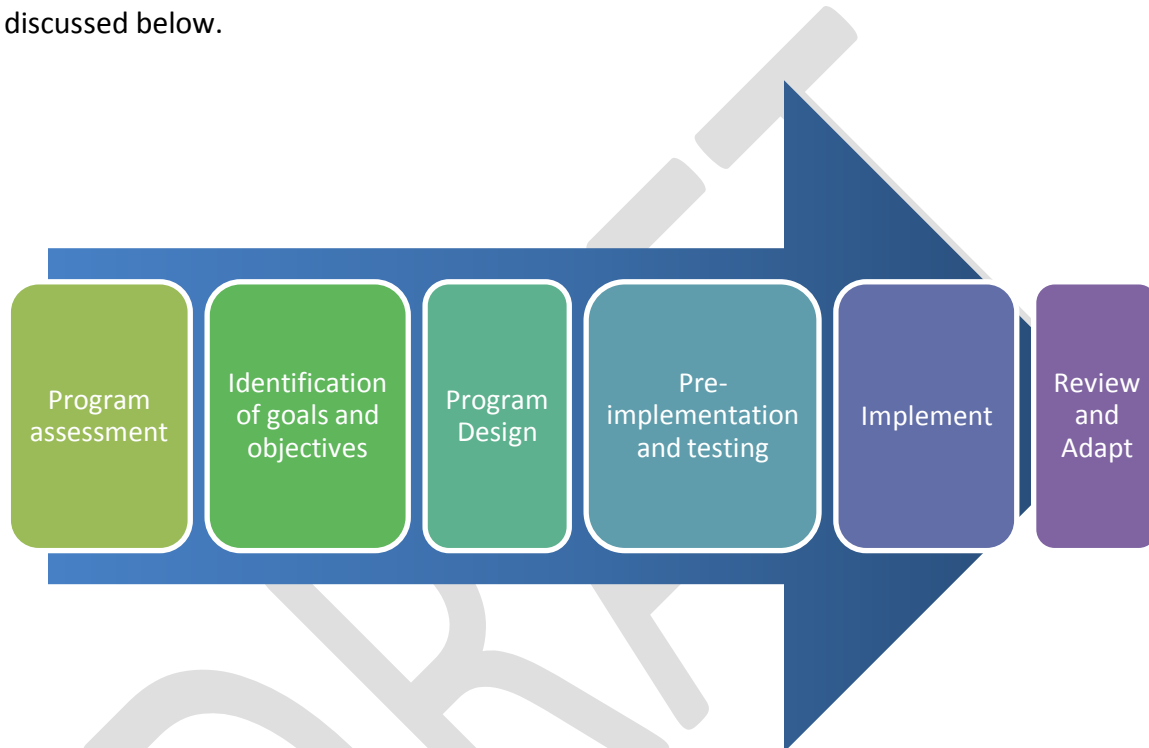 discussed below.
Program
assessment
Identification
of goals and
objectives
Program
Design
Pre-
implementation
and testing
Implement
Review
and
Adapt
DRAFT